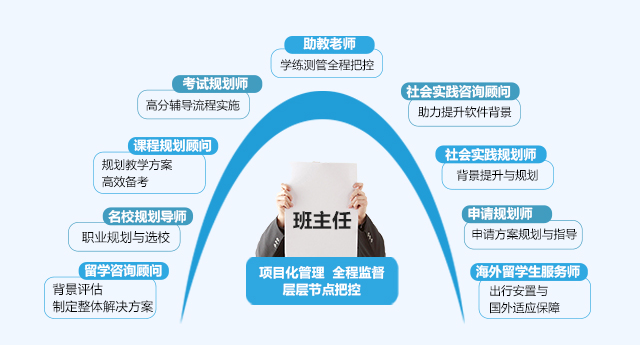 助教老师
学练测管全程把控
考试规划师
高分辅导流程实施
社会实践咨询顾问
助力提升软件背景
课程规划顾问
规划教学方案
高效备考
社会实践规划师
背景提升与规划
名校规划导师
职业规划与选校
申请规划师
申请方案规划与指导
留学咨询顾问
背景评估
制定整体解决方案
海外留学生服务师
出行安置与
国外适应保障
班主任
项目化管理 全程监督
层层节点把控